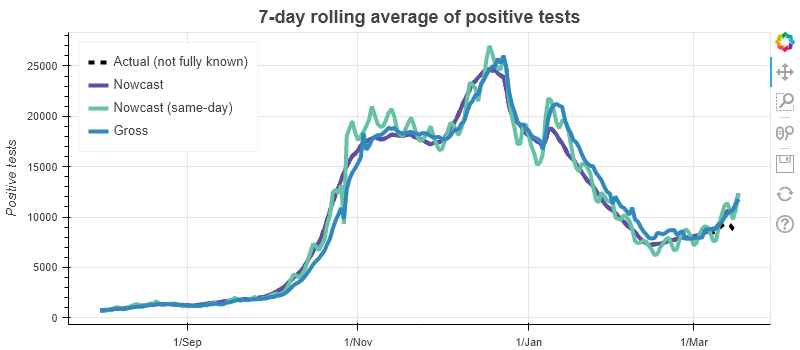 7-day rolling average of positive tests
Actual (not fully known)
Nowcast
Nowcast (same-day)
Gross
Positive tests
25000
20000
15000
10000
5000
0
1/Sep
1/Nov
1/Jan
1/Mar